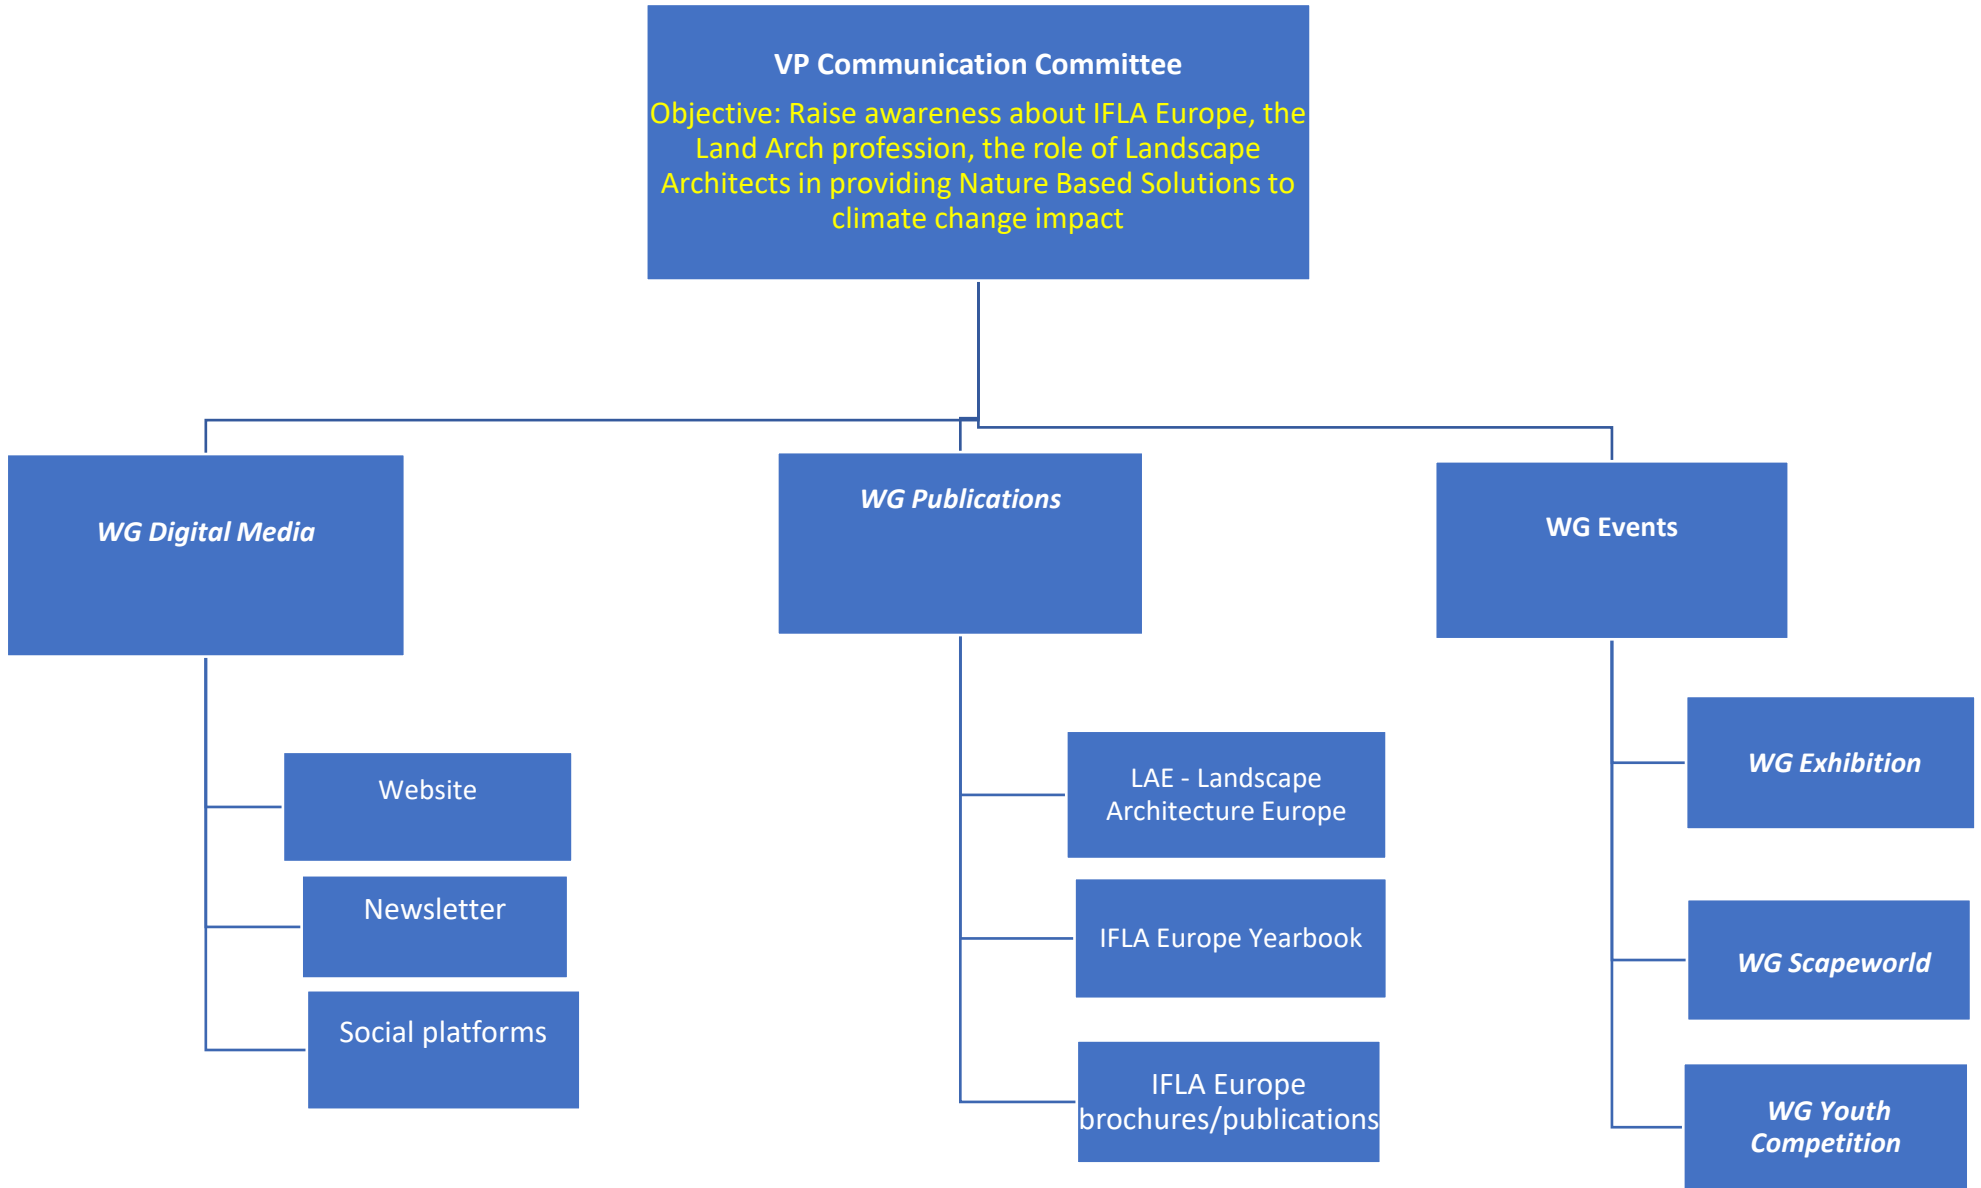 VP Communication Committee
Objective: Raise awareness about IFLA Europe, the
Land Arch profession, the role of Landscape
Architects in providing Nature Based Solutions to
climate change impact
WG Digital Media
WG Publications
WG Events
Website
Newsletter
Social platforms
LAE - Landscape
Architecture Europe
IFLA Europe Yearbook
IFLA Europe
brochures/publications
WG Exhibition
WG Scapeworld
WG Youth
Competition